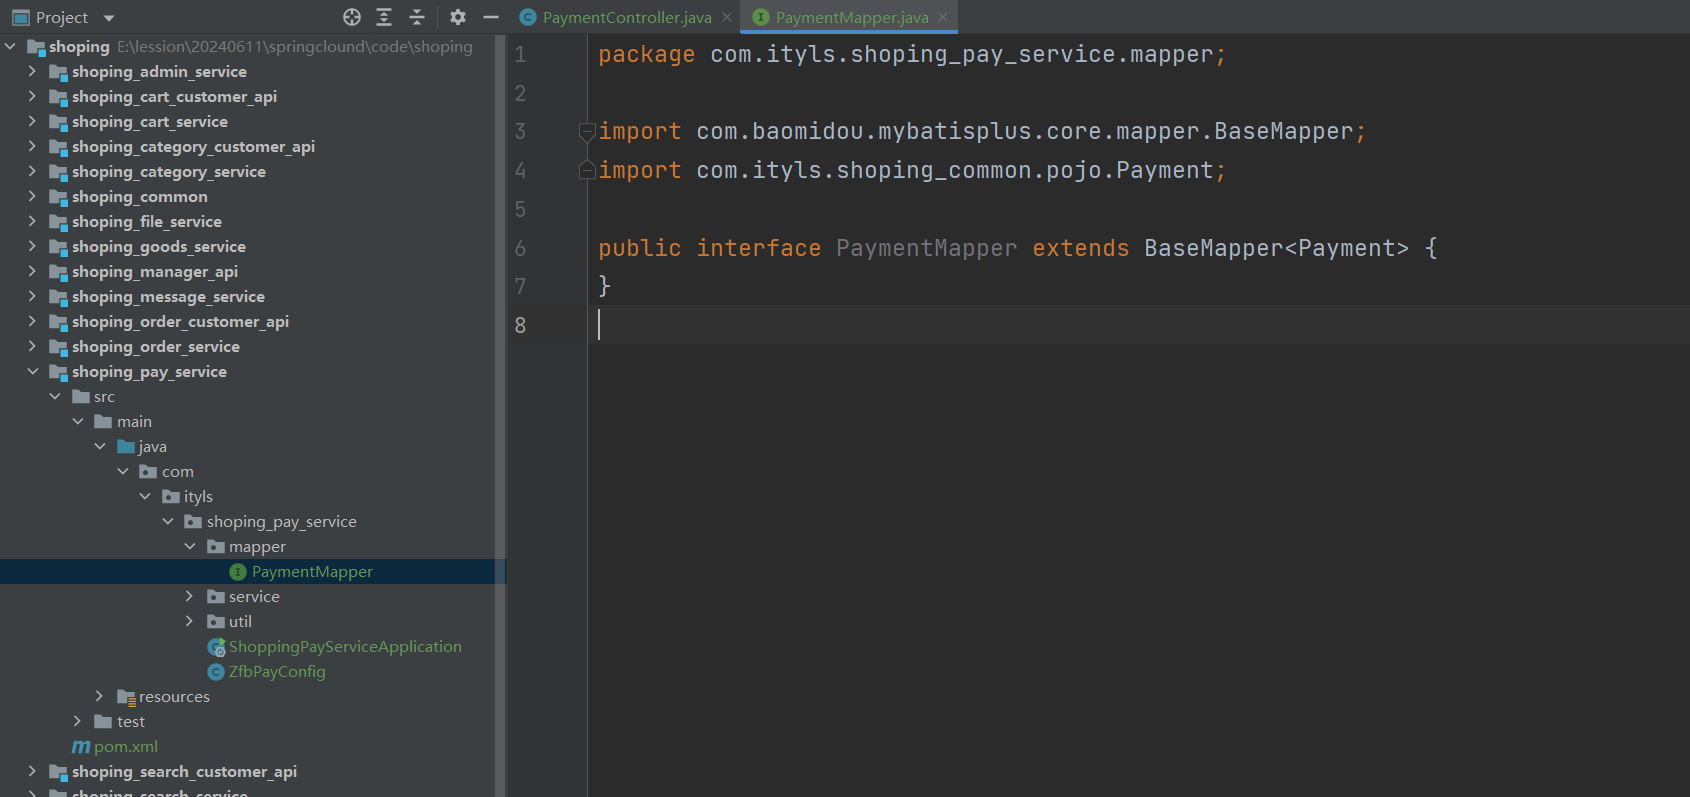 Project
shoping E:\lession\20240611\springclound\code\shoping
shoping_admin_service
shoping_cart_customer_api
shoping_cart_service
shoping_category_customer_api
shoping_category_service
shoping_common
shoping_file_service
shoping_goods_service
shoping_manager_api
shoping_message_service
shoping_order_customer_api
shoping_order_service
shoping_pay_service
src
main
java
com
ityls
shoping_pay_service
mapper
PaymentMapper
service
util
ShoppingPayServiceApplication
ZfbPayConfig
resources
test
pom.xml
shoping_search_customer_api
shoping_search_service
PaymentController.java PaymentMapper.java
1 package com.ityls.shoping_pay_service.mapper;
2
3 import com.baomidou.mybatisplus.core.mapper.BaseMapper;
4 import com.ityls.shoping_common.pojo.Payment;
5
6 public interface PaymentMapper extends BaseMapper<Payment> {
7 }
8